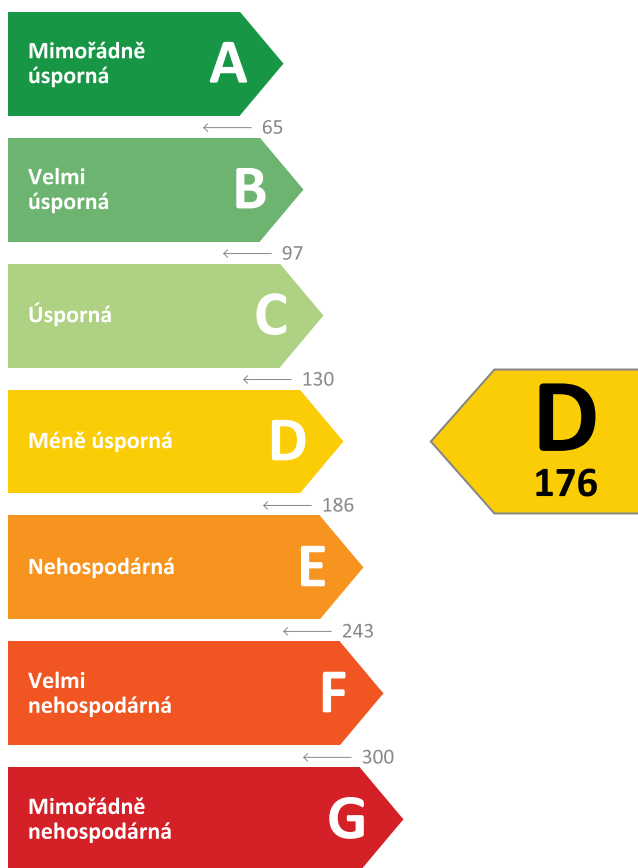 Mimořádně
úsporná
A
65
Velmi
úsporná
B
97
Úsporná
C
130
Méně úsporná
D
186
D
176
Nehospodárná
E
243
Velmi
nehospodárná
F
300
Mimořádně
nehospodárná
G